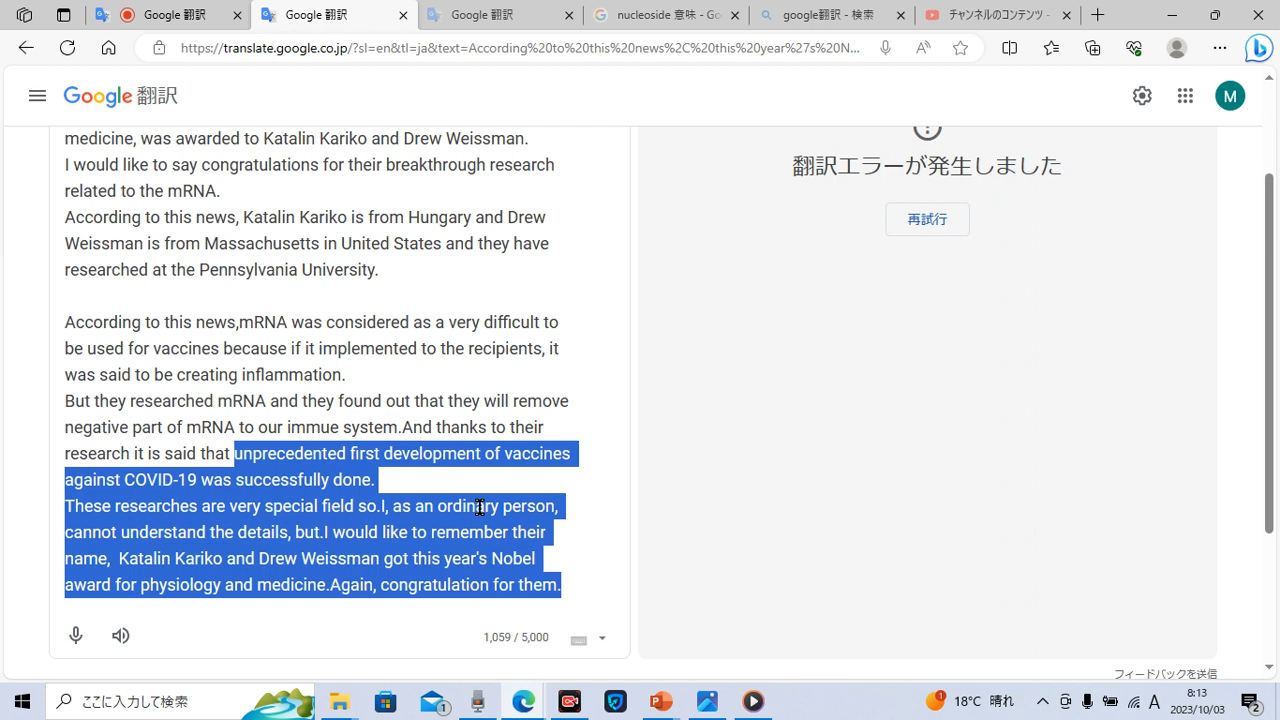 Google 翻訳
Google 翻訳
Google 翻訳
nucleoside 意味 - Go
google翻訳 - 検索
チャンネルのコンテンツ -
https://translate.google.co.jp/?sl=en&tl=ja&text=According%20to%20this%20news%2C%20this%20year%27s%20N...
Google 翻訳
M
medicine, was awarded to Katalin Kariko and Drew Weissman.
I would like to say congratulations for their breakthrough research
related to the mRNA.
According to this news, Katalin Kariko is from Hungary and Drew
Weissman is from Massachusetts in United States and they have
researched at the Pennsylvania University.
According to this news,mRNA was considered as a very difficult to
be used for vaccines because if it implemented to the recipients, it
was said to be creating inflammation.
But they researched mRNA and they found out that they will remove
negative part of mRNA to our immue system.And thanks to their
research it is said that unprecedented first development of vaccines
against COVID-19 was successfully done.
These researches are very special field so.I, as an ordinary person,
cannot understand the details, but.I would like to remember their
name,  Katalin Kariko and Drew Weissman got this year's Nobel
award for physiology and medicine.Again, congratulation for them.
1,059 / 5,000
翻訳エラーが発生しました
再試行
フィードバックを送信
ここに入力して検索
1
1
18°C 晴れ
A
8:13
2023/10/03
2